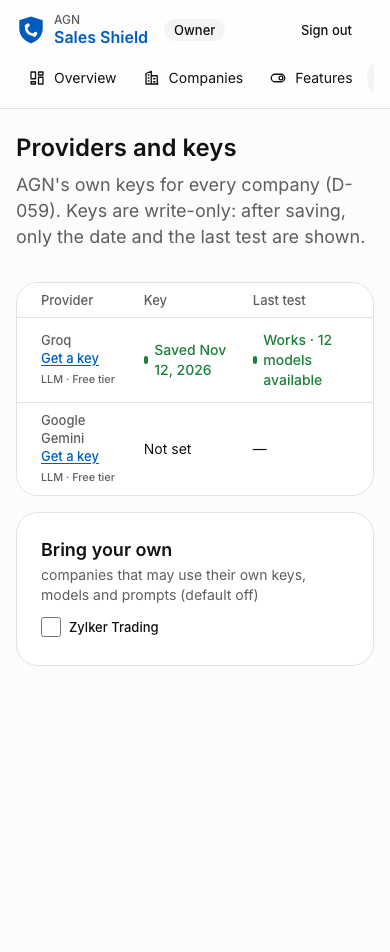 AGN
Sales Shield
Owner
Sign out
Overview
Companies
Features
Providers and keys
AGN's own keys for every company (D-
059). Keys are write-only: after saving,
only the date and the last test are shown.
Provider Key Last test
Groq
Get a key
LLM · Free tier
Saved Nov
12, 2026
Works · 12
models
available
Google
Gemini
Get a key
LLM · Free tier
Not set
—
Bring your own
companies that may use their own keys,
models and prompts (default off)
Zylker Trading